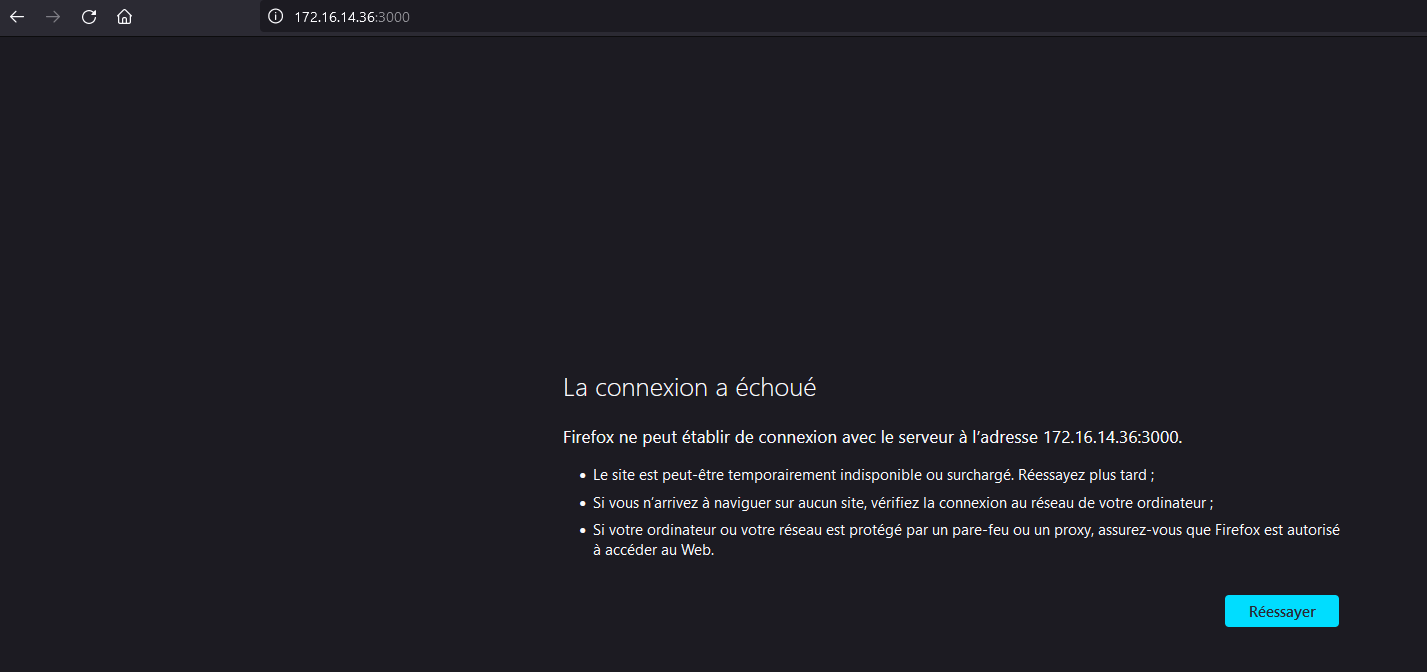 172.16.14.36:3000
La connexion a échoué
Firefox ne peut établir de connexion avec le serveur à l’adresse 172.16.14.36:3000.
• Le site est peut-être temporairement indisponible ou surchargé. Réessayez plus tard ;
• Si vous n’arrivez à naviguer sur aucun site, vérifiez la connexion au réseau de votre ordinateur ;
• Si votre ordinateur ou votre réseau est protégé par un pare-feu ou un proxy, assurez-vous que Firefox est autorisé
à accéder au Web.
Réessayer